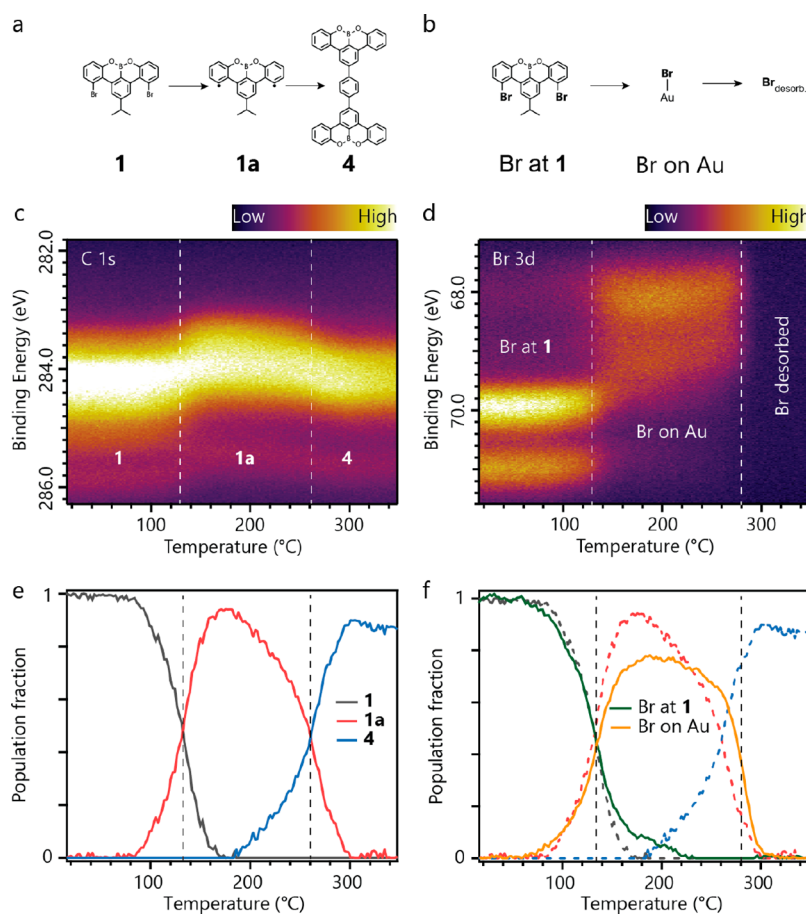 a
4
b
O B O
Br Br
O B O
O B O
O B O
Br Br
O B O
Br
Au
Br desorb.
1
1a
4
Br at 1
Br on Au
c
Low High
d
Low High
C 1s
282.0
284.0
286.0
Binding Energy (eV)
1
1a
4
100 200 300
Temperature (°C)
Br 3d
68.0
70.0
Binding Energy (eV)
Br at 1
Br on Au
Br desorbed
100 200 300
Temperature (°C)
e
1
0
Population fraction
1
1a
4
100 200 300
Temperature (°C)
f
1
0
Population fraction
Br at 1
Br on Au
100 200 300
Temperature (°C)